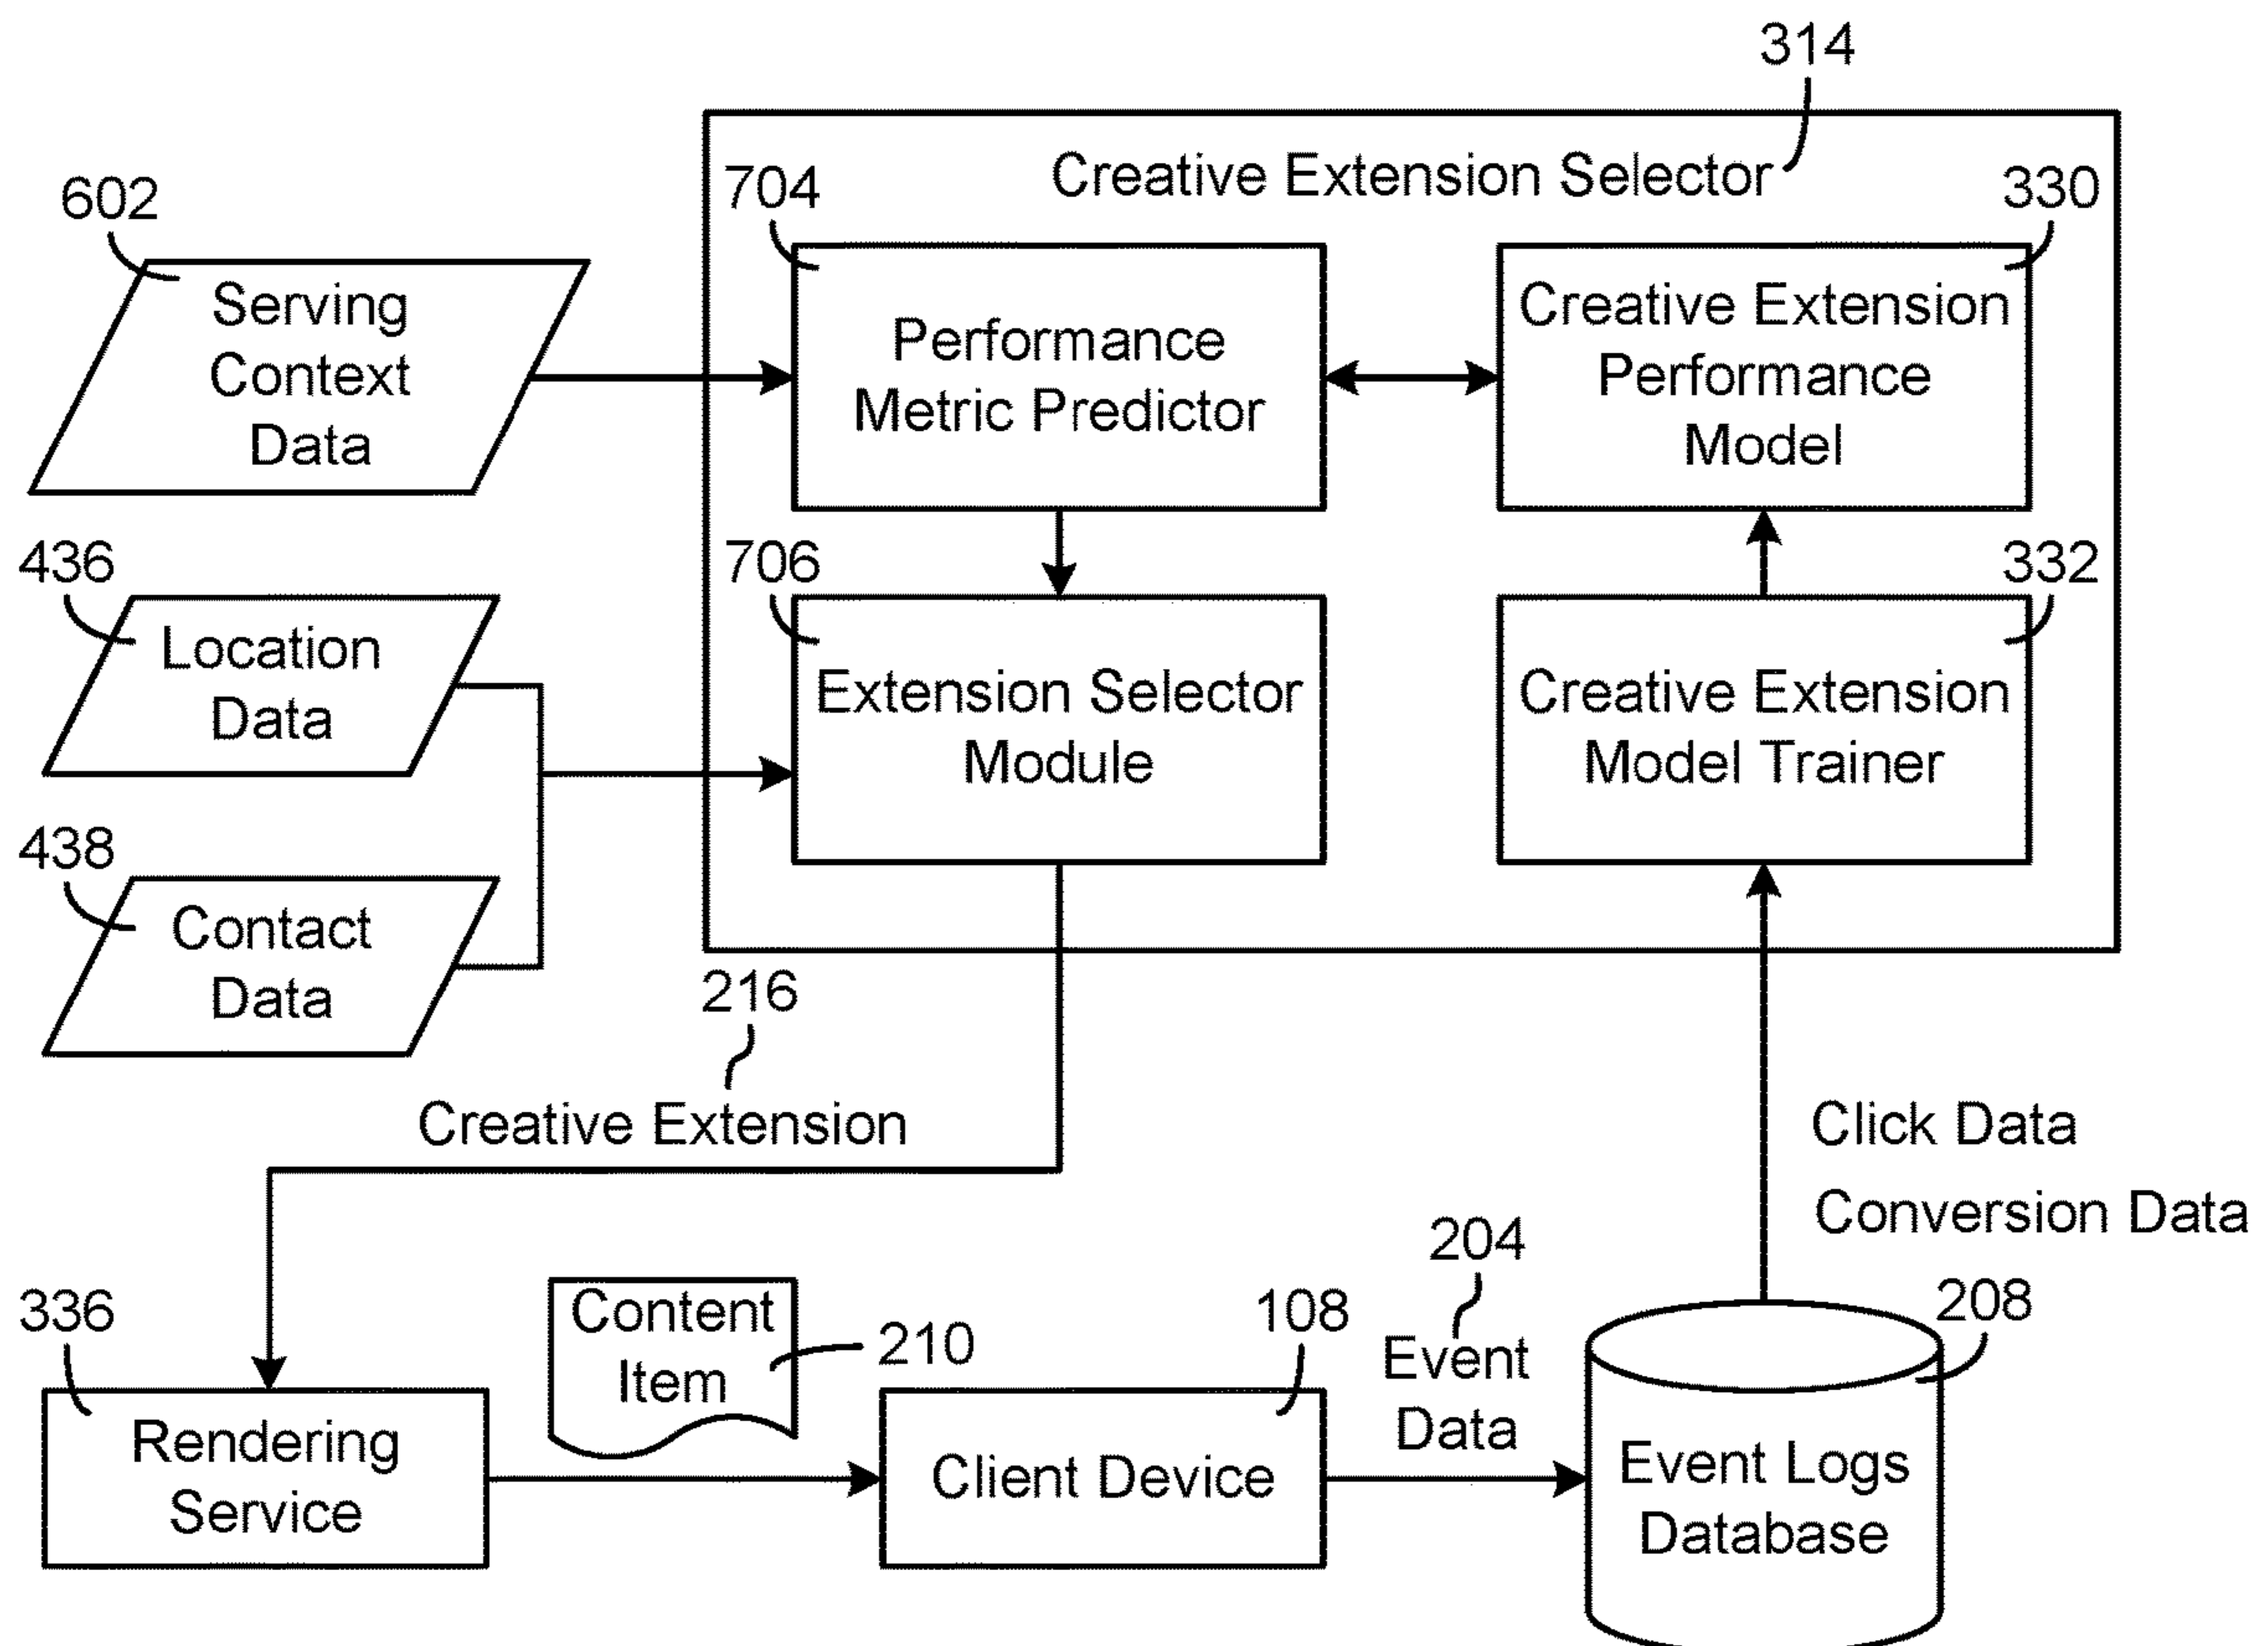 314
Creative Extension Selector
602
704
330
Serving
Context
Data
Performance
Metric Predictor
Creative Extension
Performance
Model
436
706
332
Location
Data
Extension Selector
Module
Creative Extension
Model Trainer
438
Contact
Data
216
Creative Extension
Click Data
Conversion Data
336
Content
Item
210
108
204
Event
Data
208
Rendering
Service
Client Device
Event Logs
Database